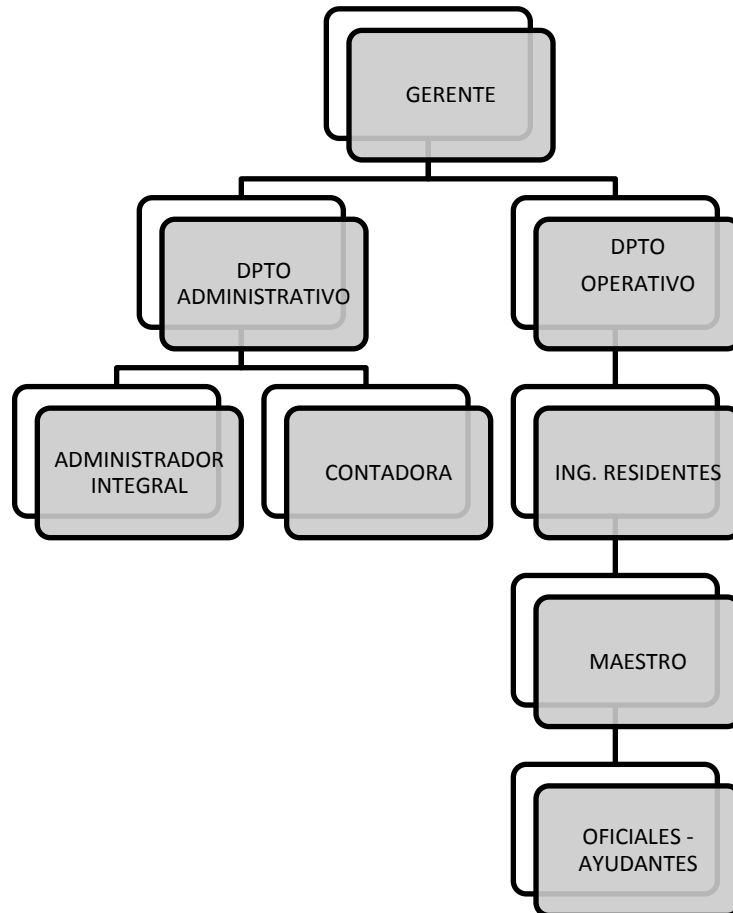 GERENTE
DPTO
ADMINISTRATIVO
DPTO
OPERATIVO
ADMINISTRADOR
INTEGRAL
CONTADORA
ING. RESIDENTES
MAESTRO
OFICIALES -
AYUDANTES